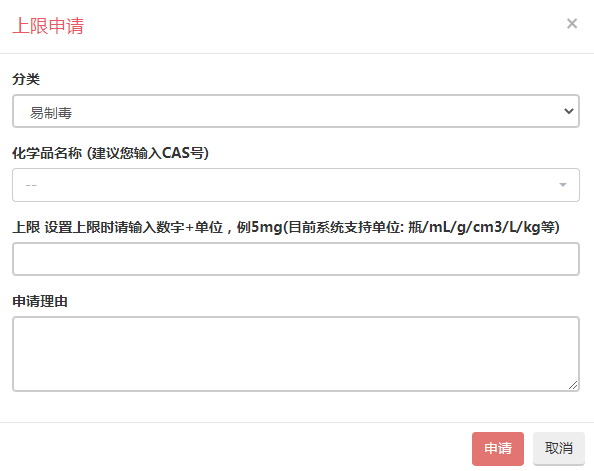 上限申请
×
分类
易制毒
化学品名称 (建议您输入CAS号)
--
上限 设置上限时请输入数字+单位，例5mg(目前系统支持单位: 瓶/mL/g/cm3/L/kg等)
申请理由
申请 取消